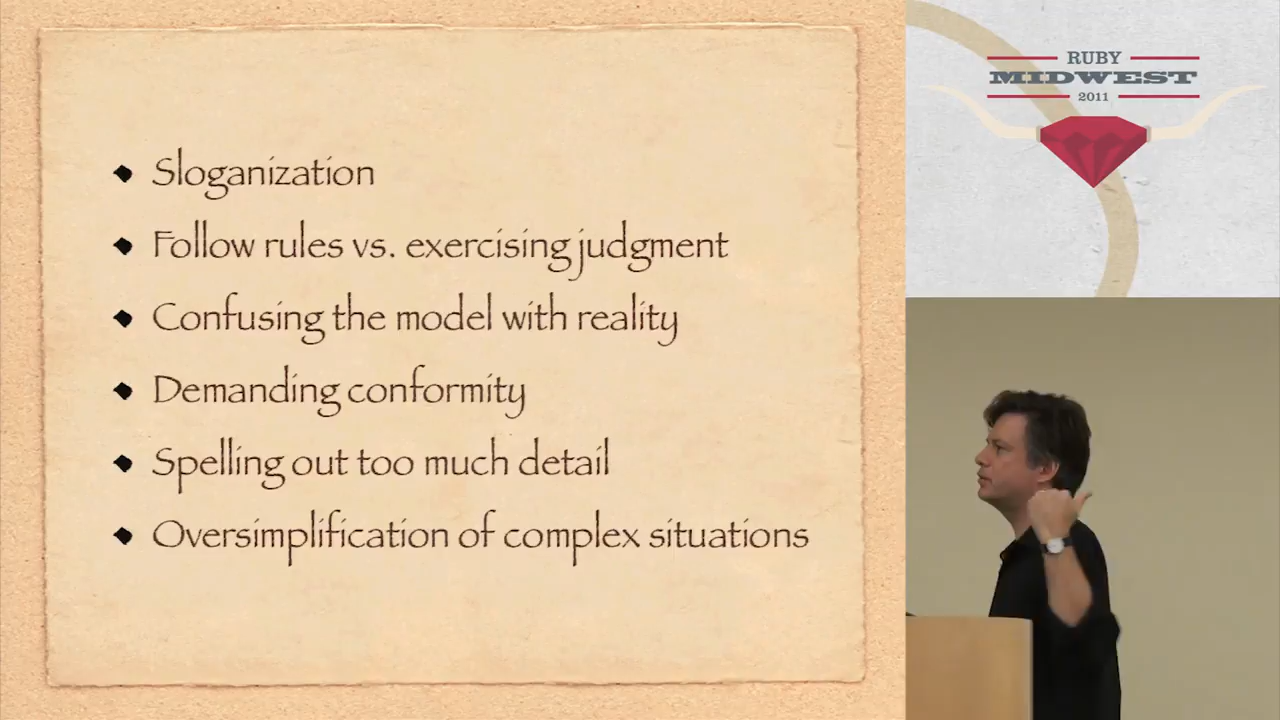 Sloganization
Follow rules vs. exercising judgment
Confusing the model with reality
Demanding conformity
Spelling out too much detail
Oversimplification of complex situations
RUBY
MIDWEST
2011